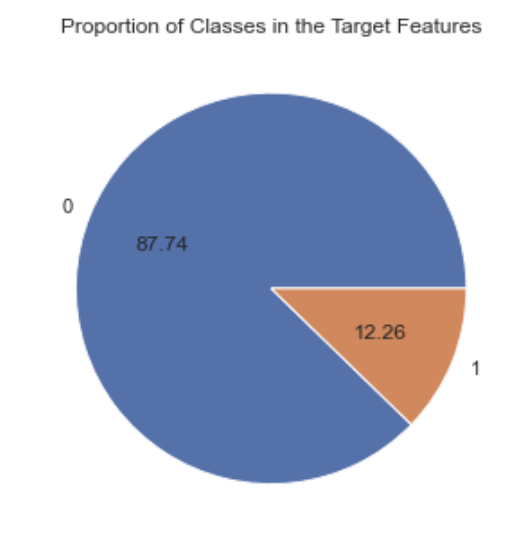 Proportion of Classes in the Target Features
0
87.74
12.26
1